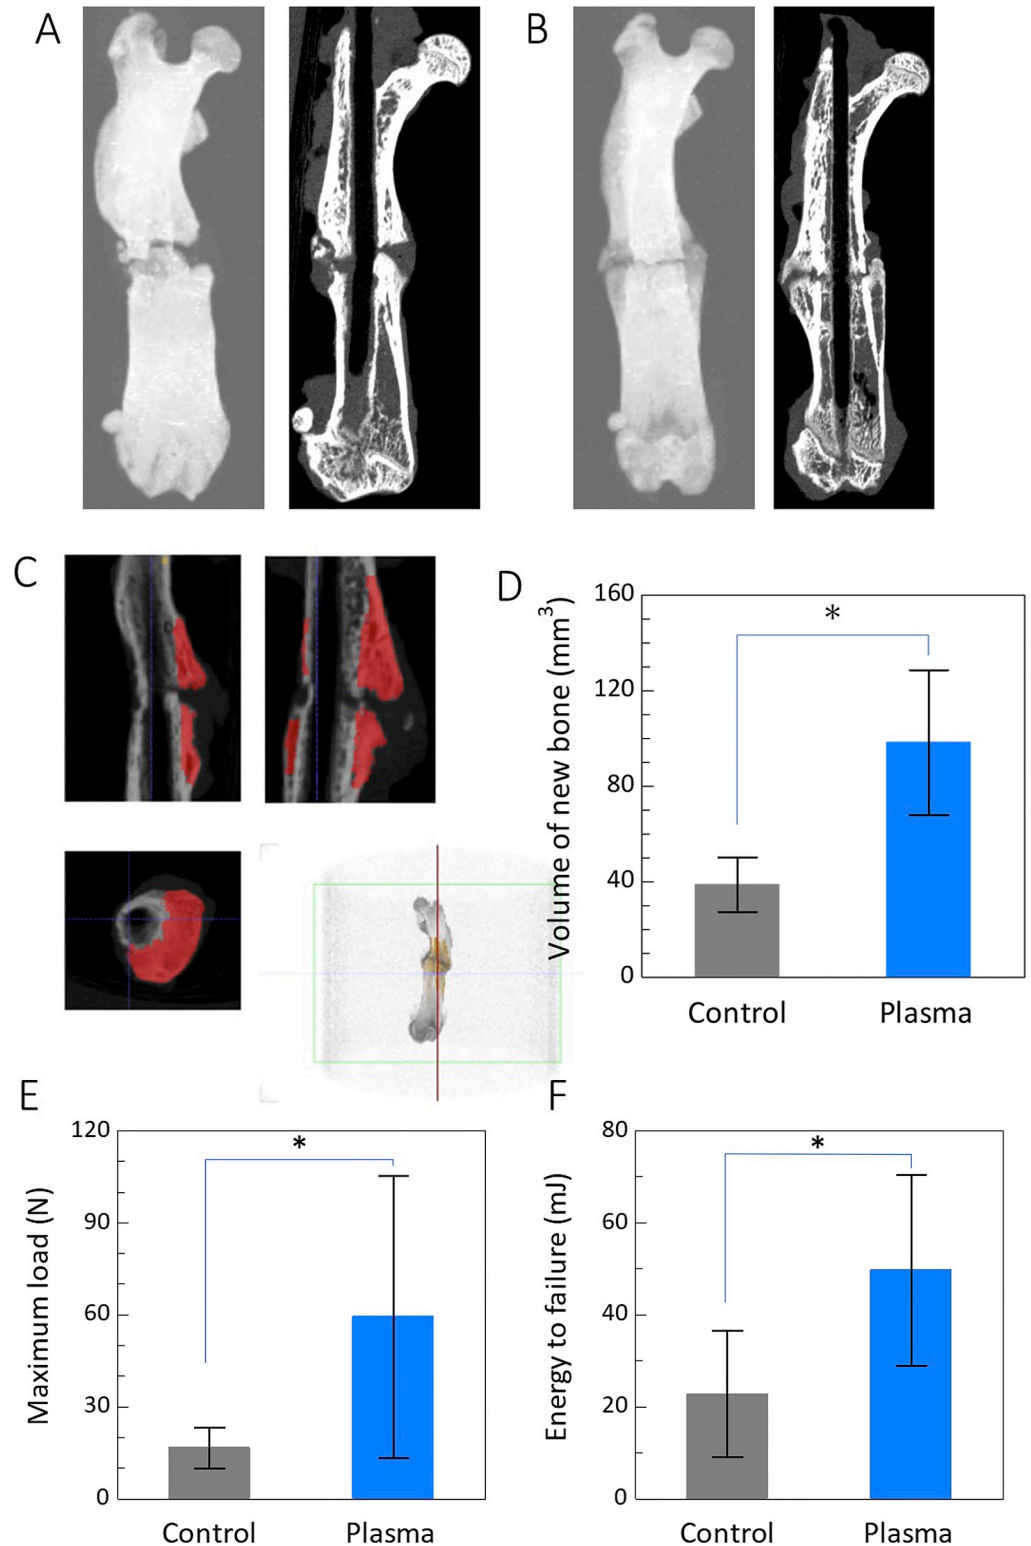 A
B
C
D
Volume of new bone (mm3)
160
120
80
40
0
*
Control
Plasma
E
Maximum load (N)
120
90
60
30
0
*
Control
Plasma
F
Energy to failure (mJ)
80
60
40
20
0
*
Control
Plasma